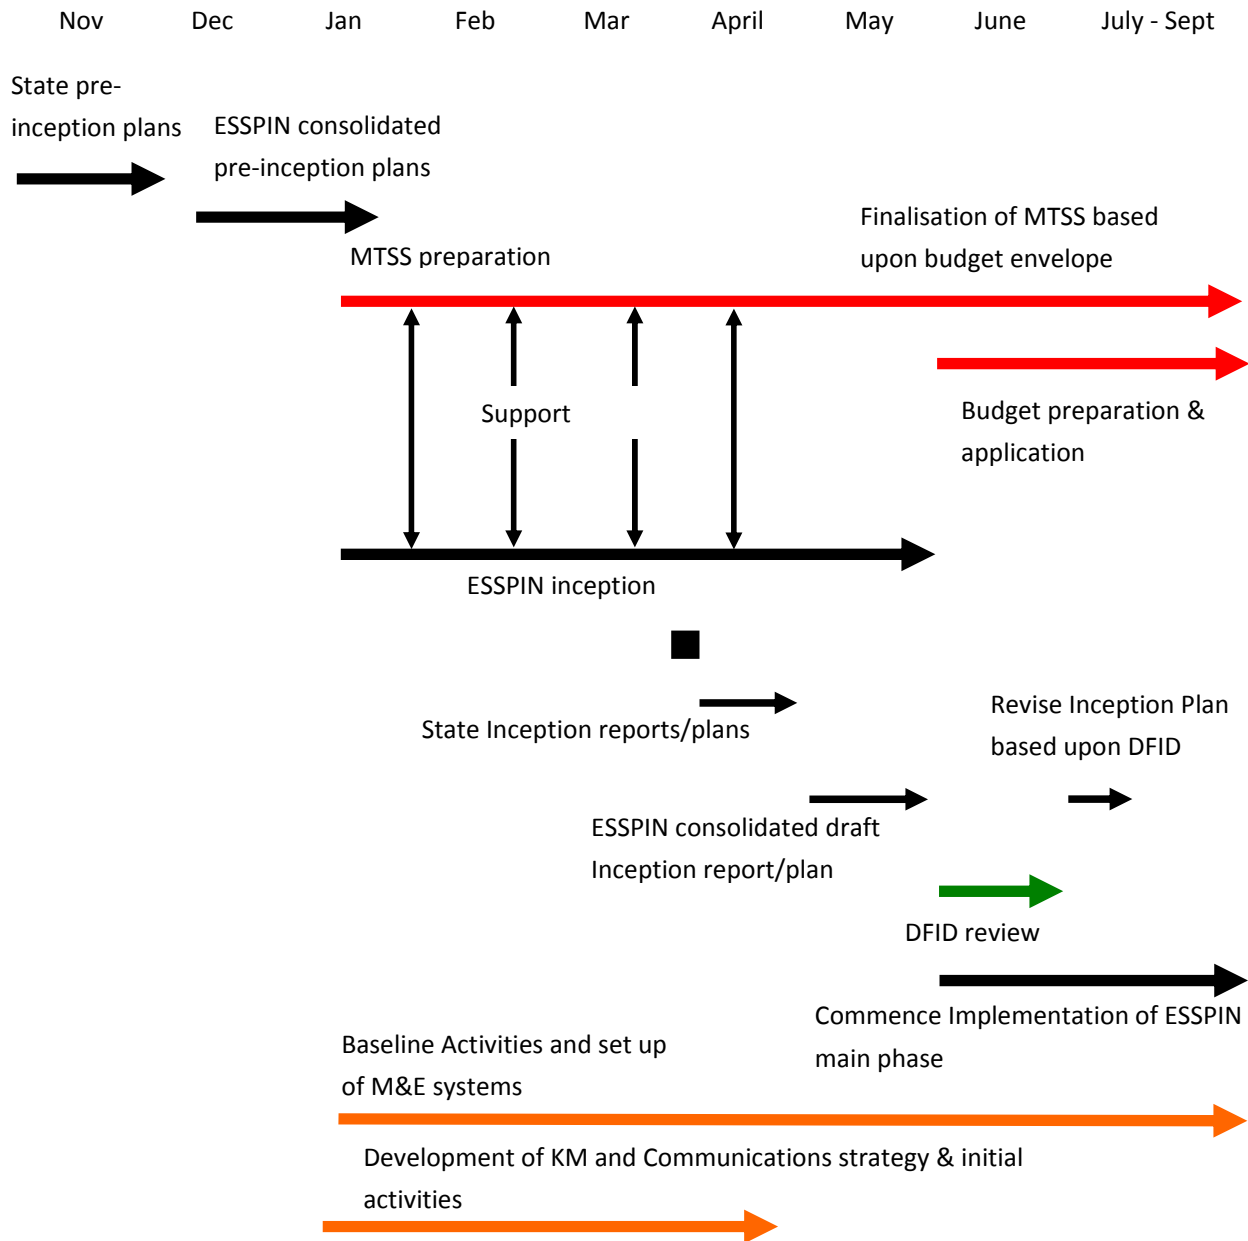 Nov Dec Jan Feb Mar April May June July - Sept
State pre-
inception plans
ESSPIN consolidated
pre-inception plans
MTSS preparation
Finalisation of MTSS based
upon budget envelope
Support
Budget preparation &
application
ESSPIN inception
State Inception reports/plans
Revise Inception Plan
based upon DFID
ESSPIN consolidated draft
Inception report/plan
DFID review
Commence Implementation of ESSPIN
main phase
Baseline Activities and set up
of M&E systems
Development of KM and Communications strategy & initial
activities